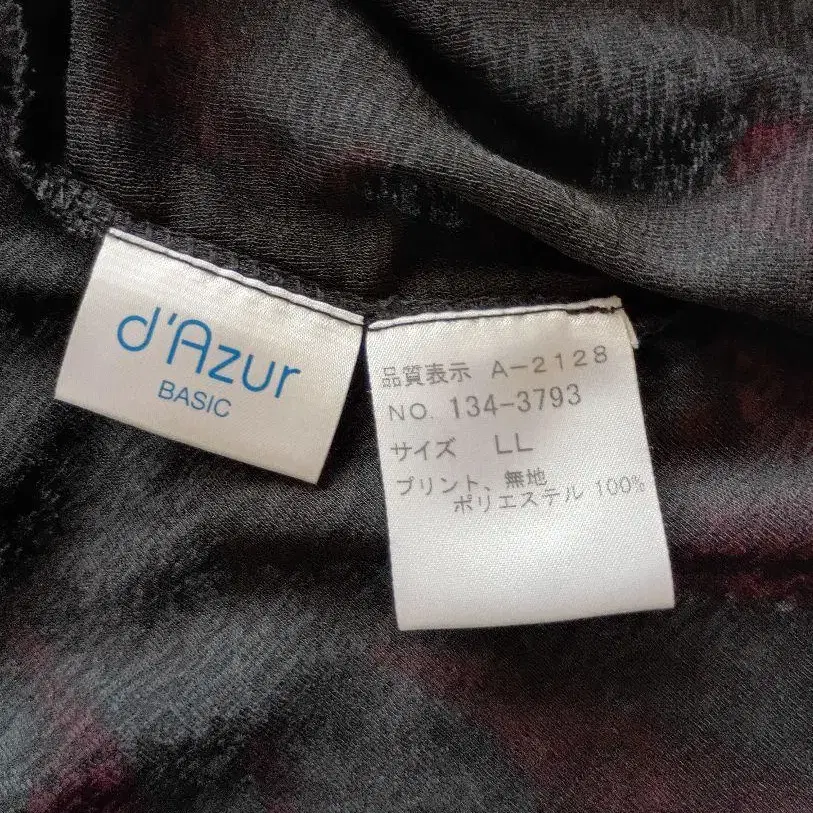 d'Azur
BASIC
品質表示 A-2128
NO. 134-3793
サイズ LL
プリント、無地
ポリエステル 100%